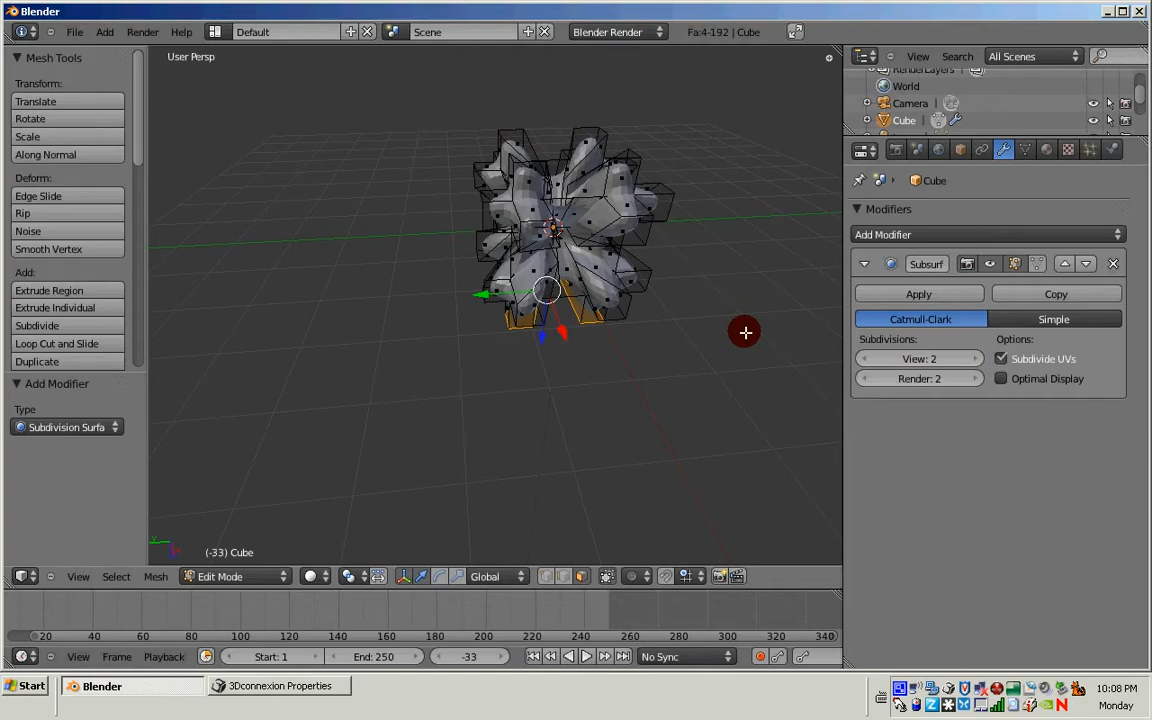 Blender
File Add Render Help Default Scene Blender Render Fa:4-192 | Cube
Mesh Tools
Transform:
Translate
Rotate
Scale
Along Normal
Deform:
Edge Slide
Rip
Noise
Smooth Vertex
Add:
Extrude Region
Extrude Individual
Subdivide
Loop Cut and Slide
Duplicate
Add Modifier
Type
Subdivision Surfa
User Persp
(-33) Cube
View Select Mesh Edit Mode Global
20 40 60 80 100 120 140 160 180 200 220 240 260 280 300 320 340
View Frame Playback Start: 1 End: 250 -33 No Sync
View Search All Scenes
RenderLayers
World
Camera
Cube
Cube
Modifiers
Add Modifier
Subsurf
Apply Copy
Catmull-Clark Simple
Subdivisions: Options:
View: 2 Subdivide UVs
Render: 2 Optimal Display
Start Blender 3Dconnexion Properties
10:08 PM
Monday